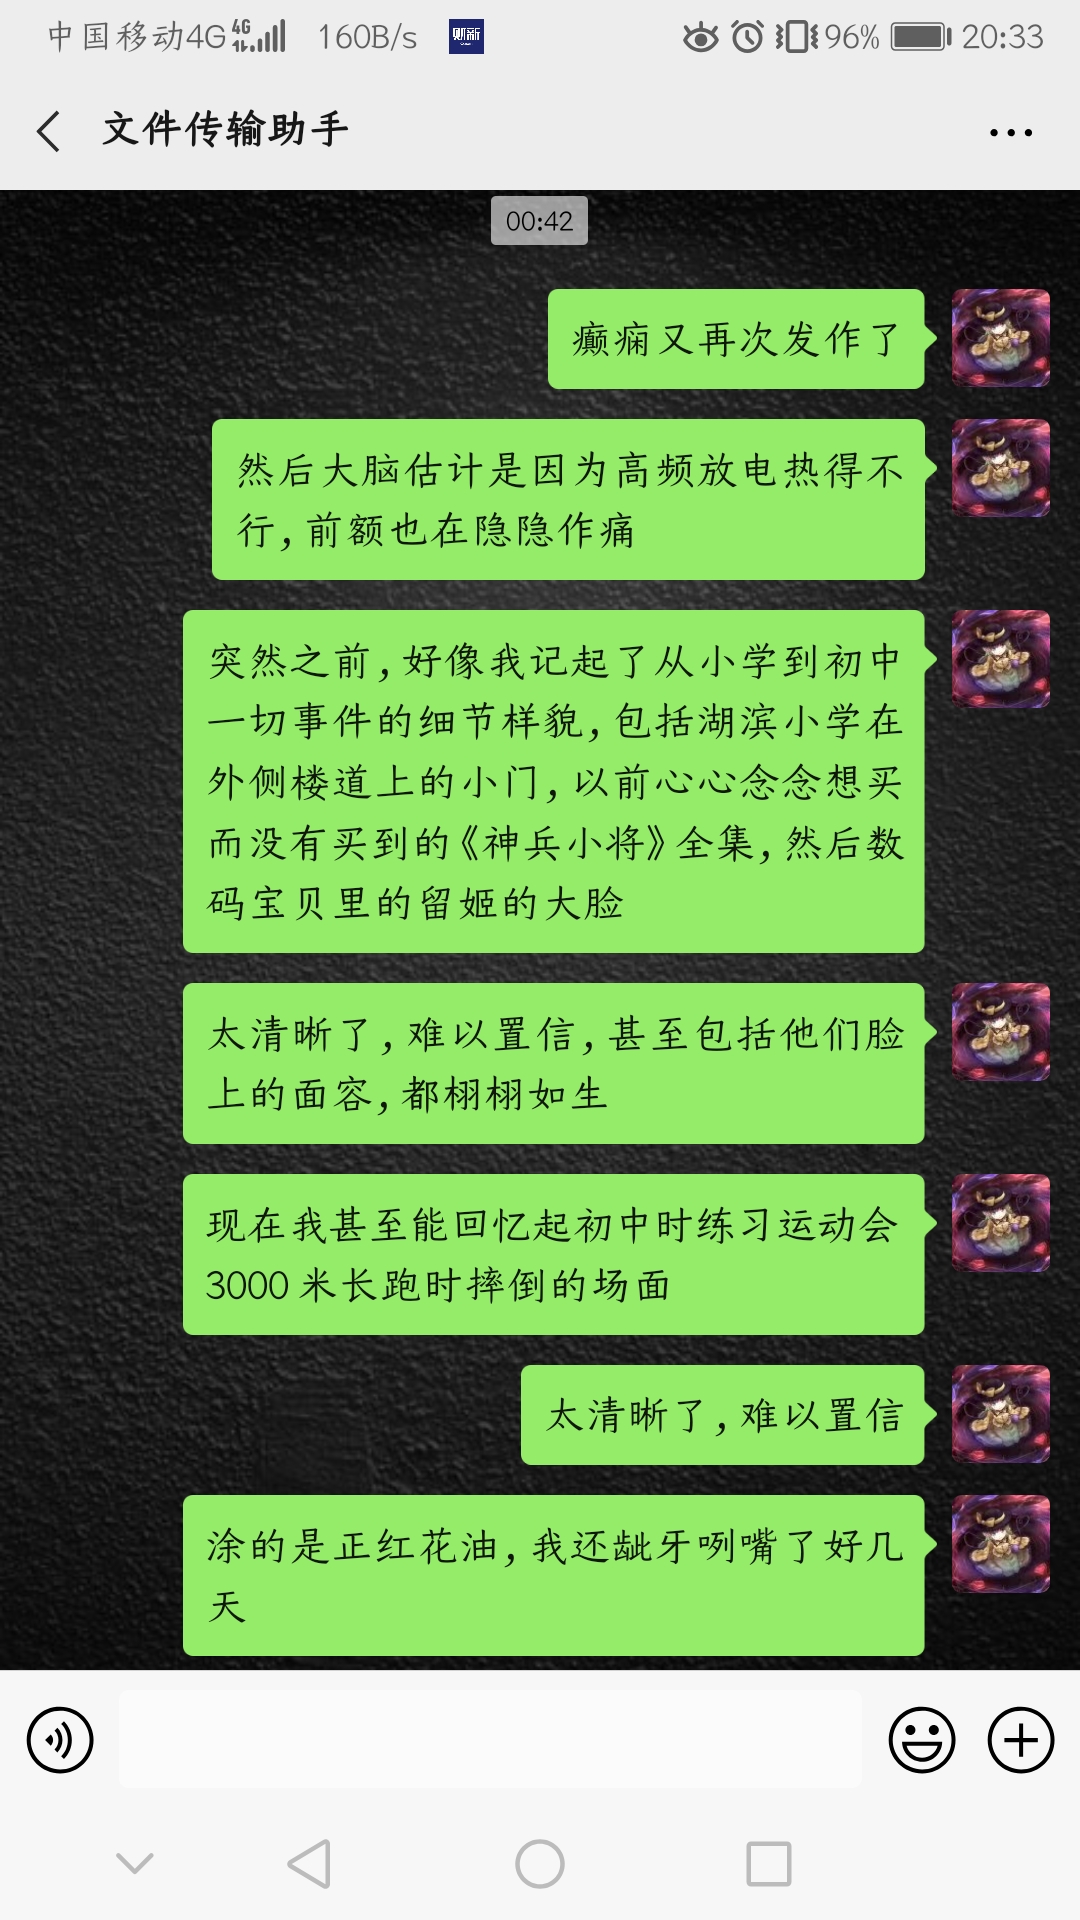 中国移动4G 4G 160B/s 财新 96% 20:33
文件传输助手
00:42
癫痫又再次发作了
然后大脑估计是因为高频放电热得不
行,前额也在隐隐作痛
突然之前,好像我记起了从小学到初中
一切事件的细节样貌,包括湖滨小学在
外侧楼道上的小门,以前心心念念想买
而没有买到的《神兵小将》全集,然后数
码宝贝里的留姬的大脸
太清晰了,难以置信,甚至包括他们脸
上的面容,都栩栩如生
现在我甚至能回忆起初中时练习运动会
3000 米长跑时摔倒的场面
太清晰了,难以置信
涂的是正红花油,我还龇牙咧嘴了好几
天